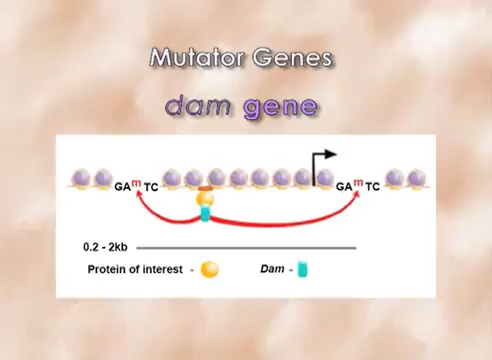 Mutator Genes
dam gene
GAmTC GAmTC
0.2 - 2kb
Protein of interest - Dam -